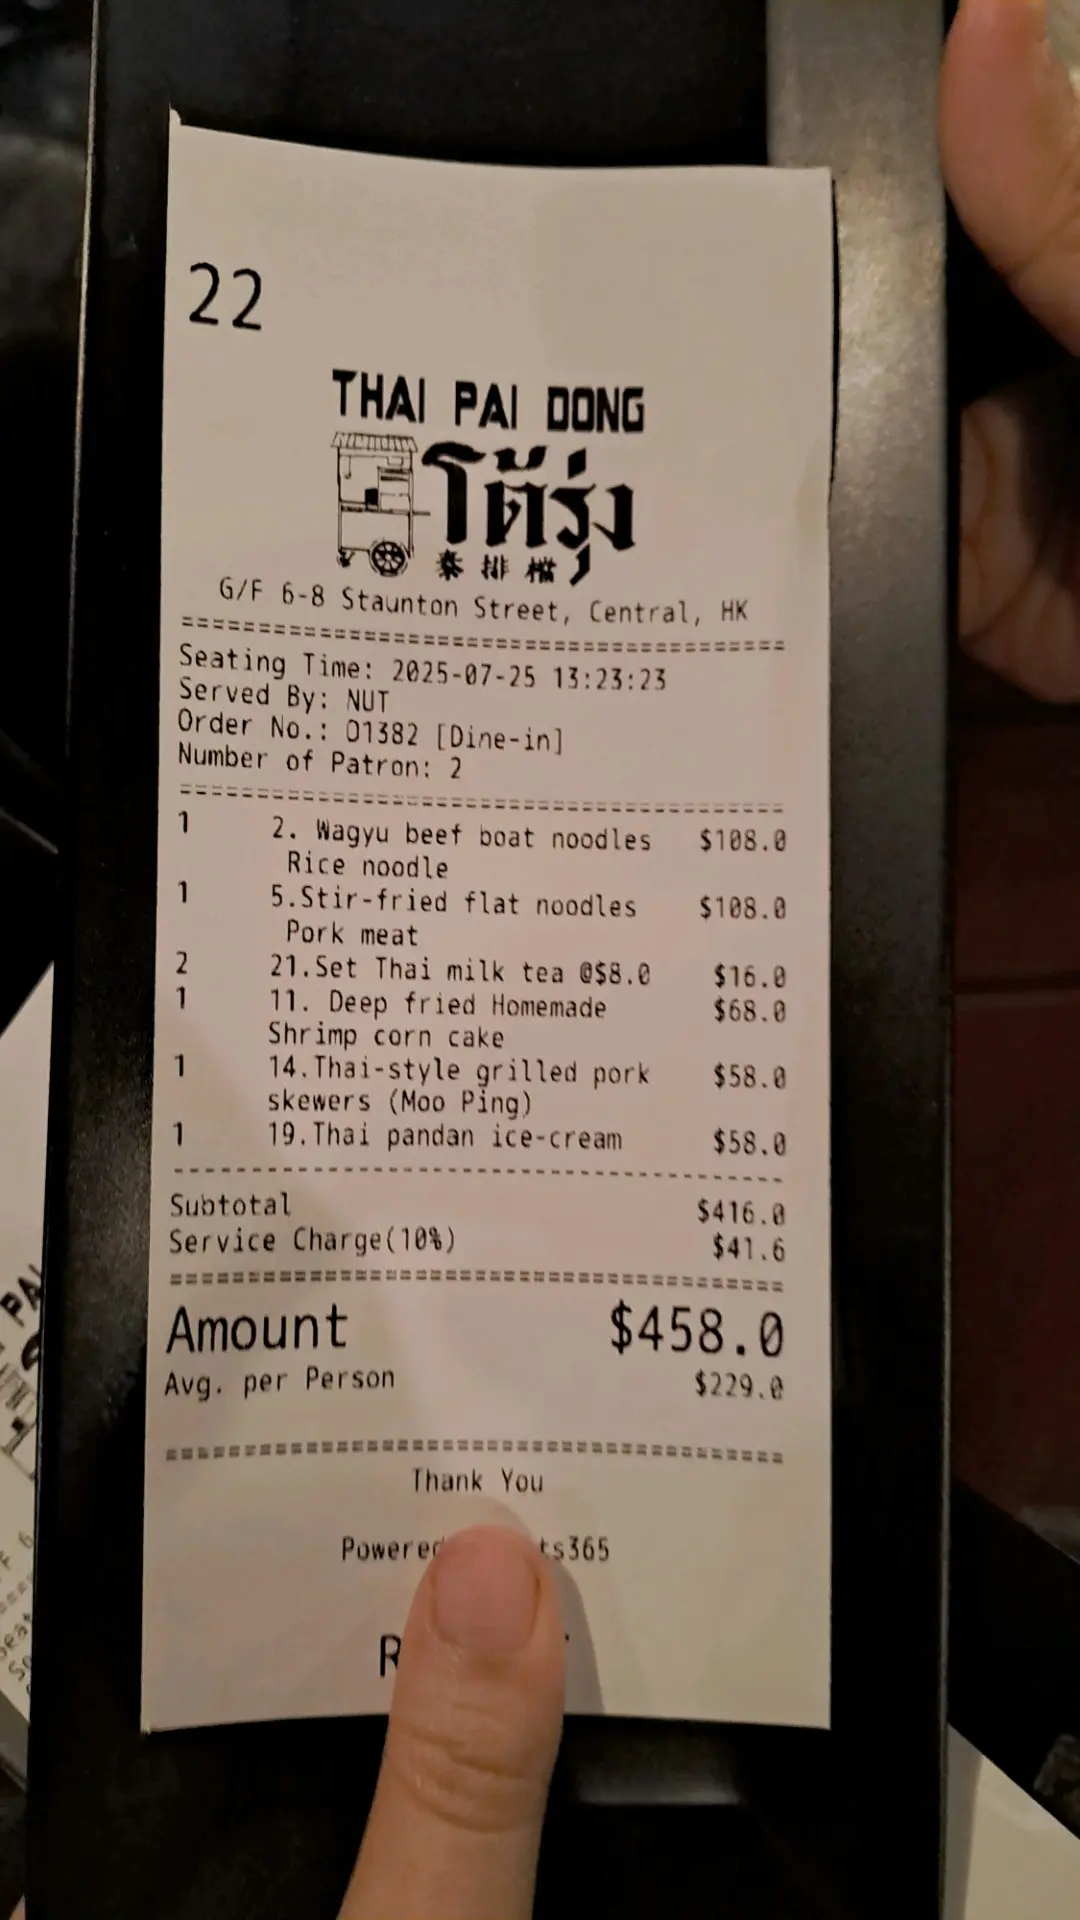 22
THAI PAI DONG
โต้รุ่ง
泰排檔
G/F 6-8 Staunton Street, Central, HK
Seating Time: 2025-07-25 13:23:23
Served By: NUT
Order No.: 01382 [Dine-in]
Number of Patron: 2
1 2. Wagyu beef boat noodles $108.0
Rice noodle
1 5.Stir-fried flat noodles $108.0
Pork meat
2 21.Set Thai milk tea @$8.0 $16.0
1 11. Deep fried Homemade $68.0
Shrimp corn cake
1 14.Thai-style grilled pork $58.0
skewers (Moo Ping)
1 19.Thai pandan ice-cream $58.0
Subtotal $416.0
Service Charge(10%) $41.6
Amount $458.0
Avg. per Person $229.0
Thank You